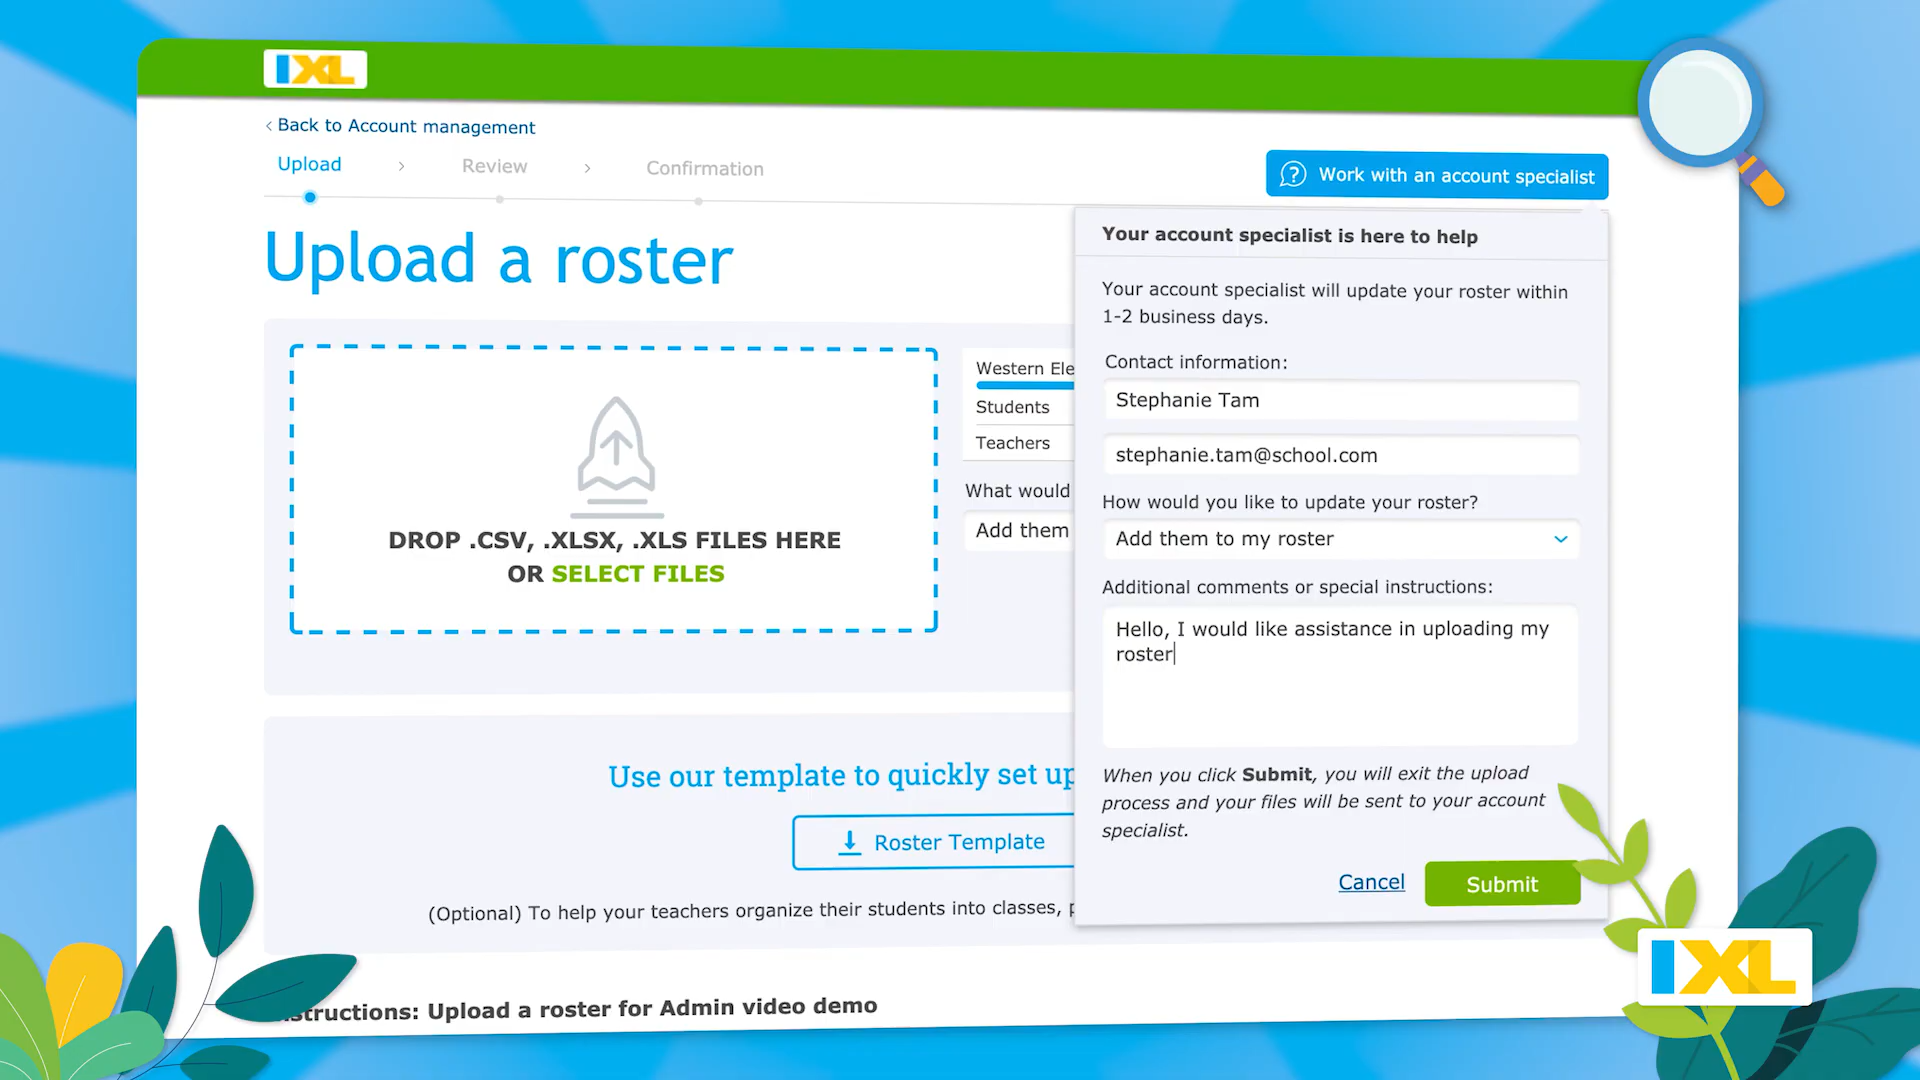 IXL
‹ Back to Account management
Upload › Review › Confirmation
Work with an account specialist
Upload a roster
DROP .CSV, .XLSX, .XLS FILES HERE
OR SELECT FILES
Western Ele
Students
Teachers
What would
Add them
Your account specialist is here to help
Your account specialist will update your roster within
1-2 business days.
Contact information:
Stephanie Tam
stephanie.tam@school.com
How would you like to update your roster?
Add them to my roster
Additional comments or special instructions:
Hello, I would like assistance in uploading my
roster
When you click Submit, you will exit the upload
process and your files will be sent to your account
specialist.
Cancel
Submit
Use our template to quickly set up
Roster Template
(Optional) To help your teachers organize their students into classes,
structions: Upload a roster for Admin video demo
IXL